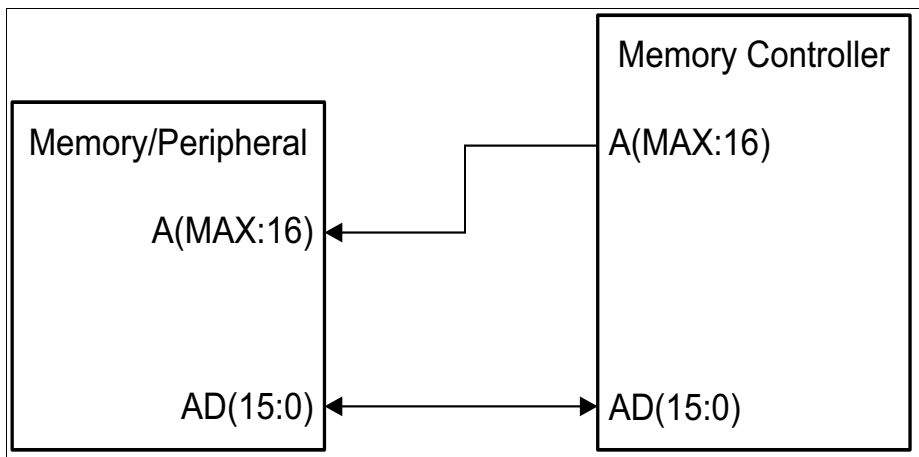 Memory Controller
Memory/Peripheral
A(MAX:16)
A(MAX:16)
AD(15:0)
AD(15:0)